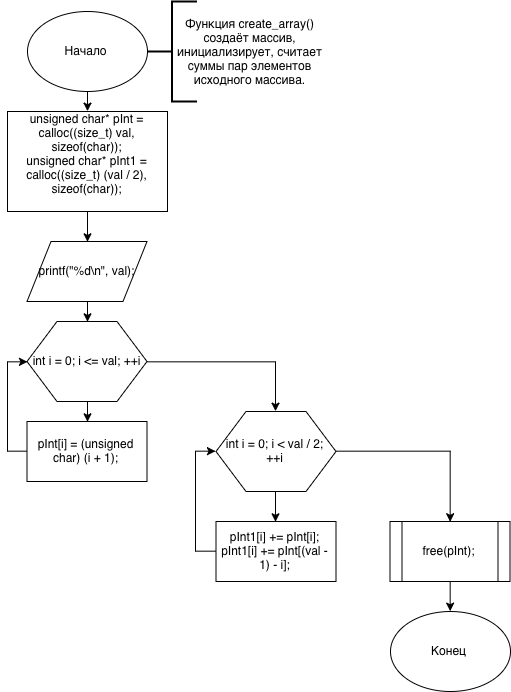 Начало
Функция create_array()
создаёт массив,
инициализирует, считает
суммы пар элементов
исходного массива.
unsigned char* pInt =
calloc((size_t) val,
sizeof(char));
unsigned char* pInt1 =
calloc((size_t) (val / 2),
sizeof(char));
printf("%d\n", val);
int i = 0; i <= val; ++i
pInt[i] = (unsigned
char) (i + 1);
int i = 0; i < val / 2;
++i
pInt1[i] += pInt[i];
pInt1[i] += pInt[(val -
1) - i];
free(pInt);
Конец